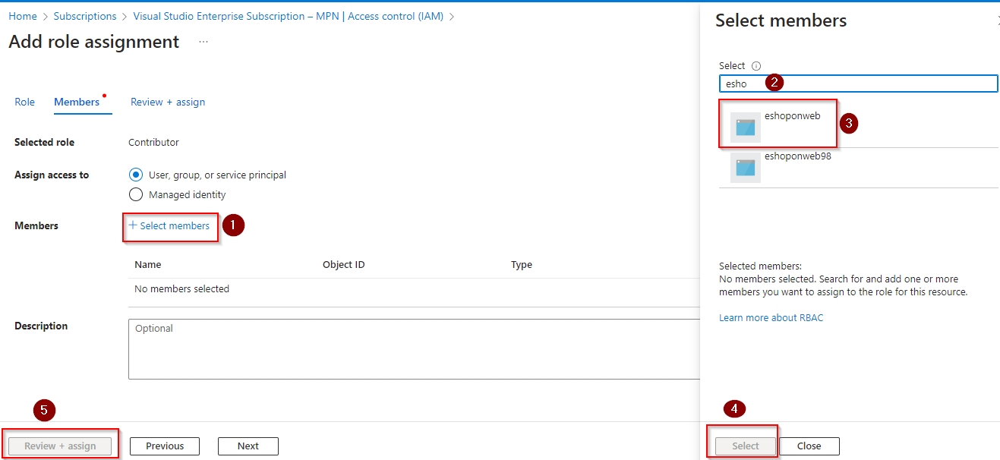 Home > Subscriptions > Visual Studio Enterprise Subscription – MPN | Access control (IAM) >
Add role assignment ...
Role Members Review + assign
Selected role Contributor
Assign access to User, group, or service principal
Managed identity
Members + Select members 1
Name Object ID Type
No members selected
Description Optional
5
Review + assign Previous Next
Select members
Select
esho 2
eshoponweb 3
eshoponweb98
Selected members:
No members selected. Search for and add one or more
members you want to assign to the role for this resource.
Learn more about RBAC
4
Select Close